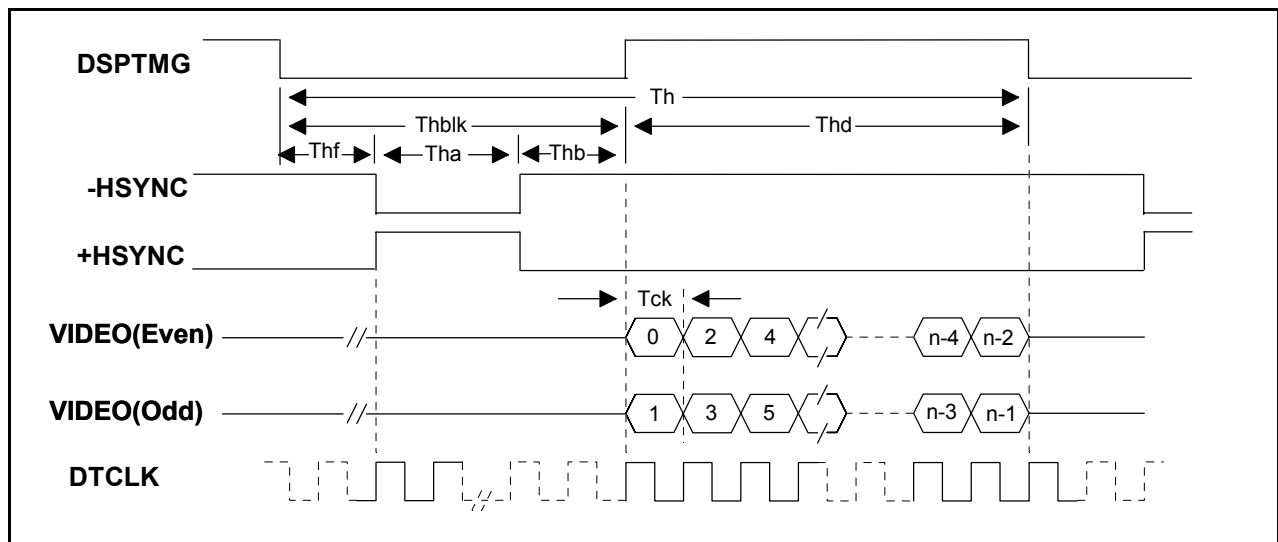 DSPTMG
Th
Thblk Thd
Thf Tha Thb
-HSYNC
+HSYNC
Tck
VIDEO(Even) 0 2 4 n-4 n-2
VIDEO(Odd) 1 3 5 n-3 n-1
DTCLK